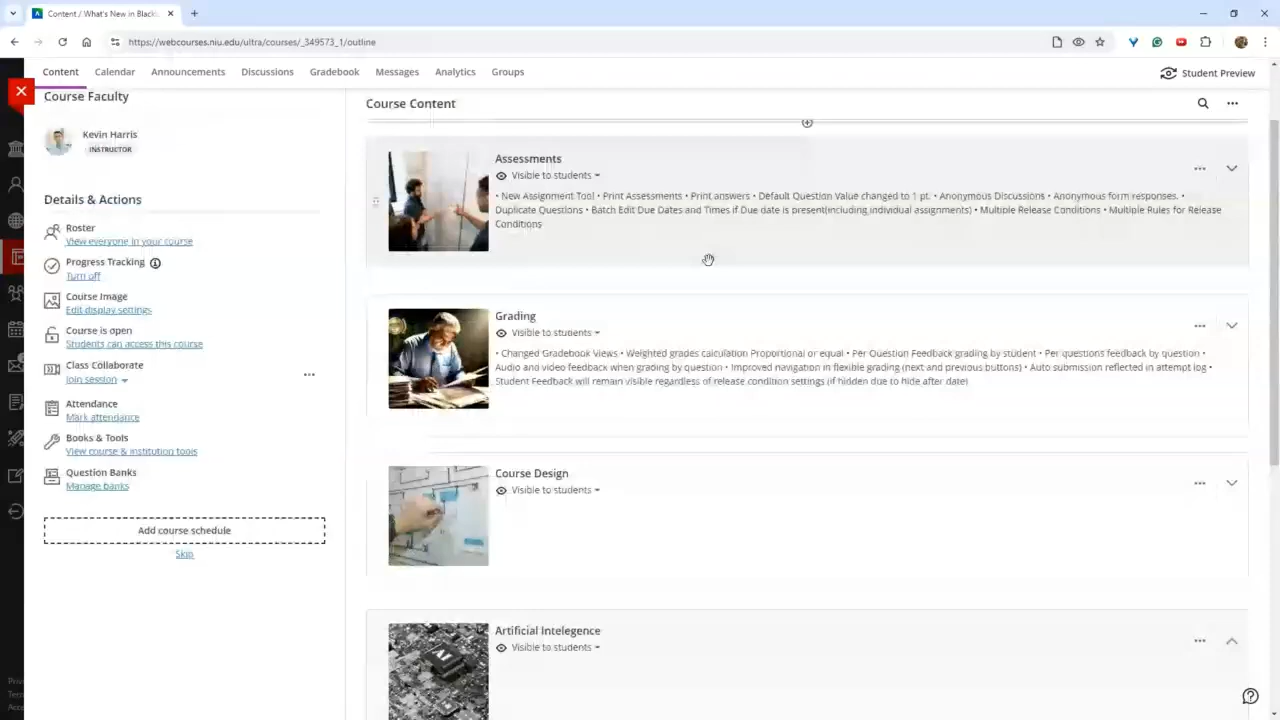 Content / What's New in Black
https://webcourses.niu.edu/ultra/courses/_349573_1/outline
Content Calendar Announcements Discussions Gradebook Messages Analytics Groups
Student Preview
Course Faculty
Kevin Harris
INSTRUCTOR
Details & Actions
Roster
View everyone in your course
Progress Tracking
Turn off
Course Image
Edit display settings
Course is open
Students can access this course
Class Collaborate
Join session
Attendance
Mark attendance
Books & Tools
View course & institution tools
Question Banks
Manage banks
Add course schedule
Skip
Course Content
Assessments
Visible to students
• New Assignment Tool • Print Assessments • Print answers • Default Question Value changed to 1 pt. • Anonymous Discussions • Anonymous form responses. •
Duplicate Questions • Batch Edit Due Dates and Times if Due date is present(including individual assignments) • Multiple Release Conditions • Multiple Rules for Release
Conditions
Grading
Visible to students
• Changed Gradebook Views • Weighted grades calculation Proportional or equal • Per Question Feedback grading by student • Per questions feedback by question •
Audio and video feedback when grading by question • Improved navigation in flexible grading (next and previous buttons) • Auto submission reflected in attempt log •
Student Feedback will remain visible regardless of release condition settings (if hidden due to hide after date)
Course Design
Visible to students
Artificial Intelegence
Visible to students
AI
Priv
Term
Acce